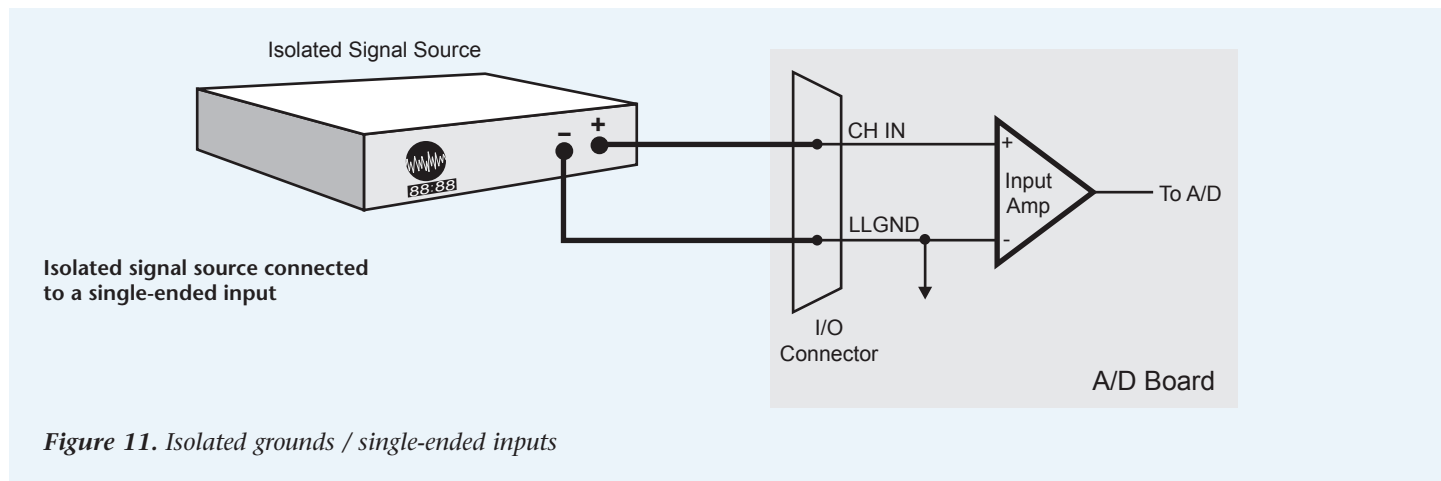 Isolated Signal Source
- +
88:88
CH IN
+
Input
Amp
To A/D
LLGND
-
Isolated signal source connected
to a single-ended input
I/O
Connector
A/D Board
Figure 11. Isolated grounds / single-ended inputs